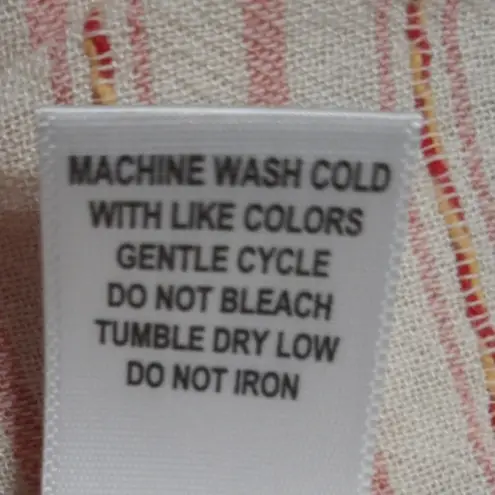 MACHINE WASH COLD
WITH LIKE COLORS
GENTLE CYCLE
DO NOT BLEACH
TUMBLE DRY LOW
DO NOT IRON